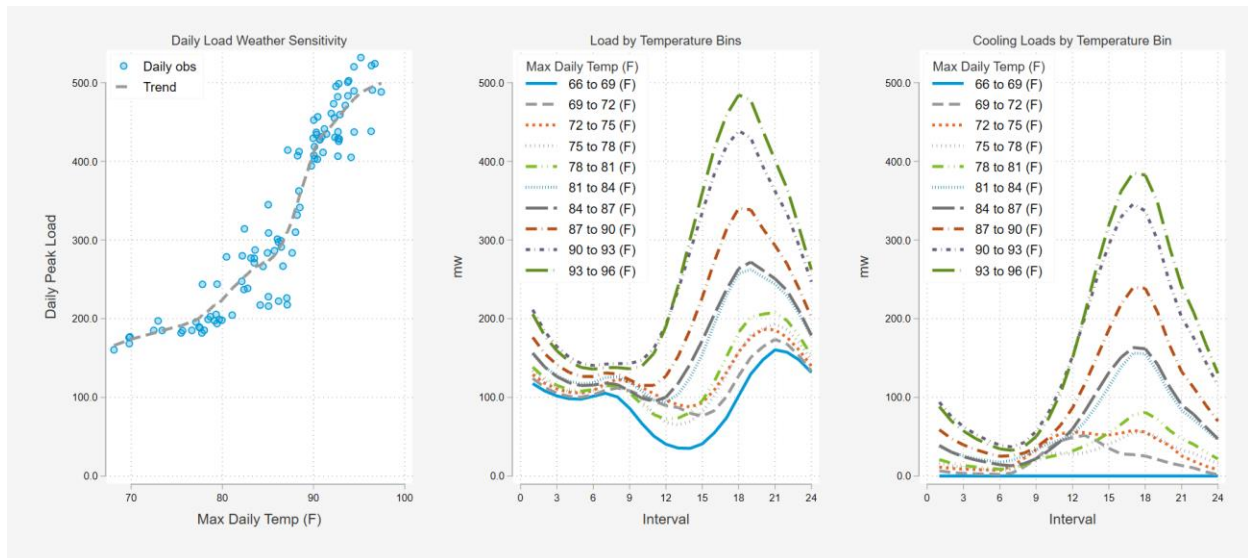 Daily Load Weather Sensitivity
Daily obs
Trend
500.0
400.0
300.0
200.0
100.0
0.0
Daily Peak Load
70 80 90 100
Max Daily Temp (F)
Load by Temperature Bins
Max Daily Temp (F)
66 to 69 (F)
69 to 72 (F)
72 to 75 (F)
75 to 78 (F)
78 to 81 (F)
81 to 84 (F)
84 to 87 (F)
87 to 90 (F)
90 to 93 (F)
93 to 96 (F)
500.0
400.0
300.0
200.0
100.0
0.0
mw
0 3 6 9 12 15 18 21 24
Interval
Cooling Loads by Temperature Bin
Max Daily Temp (F)
66 to 69 (F)
69 to 72 (F)
72 to 75 (F)
75 to 78 (F)
78 to 81 (F)
81 to 84 (F)
84 to 87 (F)
87 to 90 (F)
90 to 93 (F)
93 to 96 (F)
500.0
400.0
300.0
200.0
100.0
0.0
mw
0 3 6 9 12 15 18 21 24
Interval